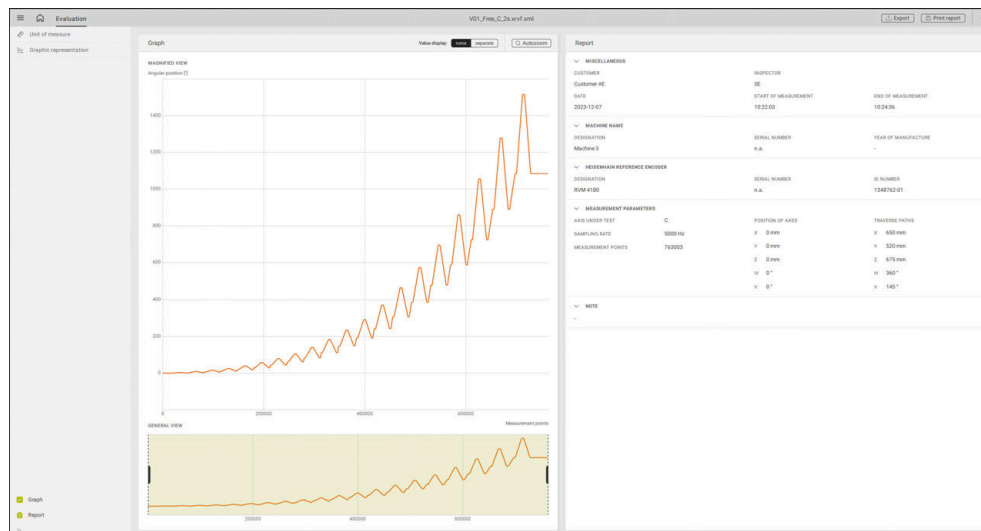 Evaluation
V01_Free_C_2s.xrvf.xml
Export
Print report
Unit of measure
Graphic representation
Graph
Value display:
none
separate
Autozoom
MAGNIFIED VIEW
Angular position [°]
1400
1200
1000
800
600
400
200
0
0
200000
400000
600000
GENERAL VIEW
Measurement points
200000
400000
600000
Graph
Report
Report
MISCELLANEOUS
CUSTOMER
INSPECTOR
Customer AE
SE
DATE
START OF MEASUREMENT
END OF MEASUREMENT
2023-12-07
10:22:03
10:24:36
MACHINE NAME
DESIGNATION
SERIAL NUMBER
YEAR OF MANUFACTURE
Machine 3
n.a.
-
HEIDENHAIN REFERENCE ENCODER
DESIGNATION
SERIAL NUMBER
ID NUMBER
RVM 4180
n.a.
1348762-01
MEASUREMENT PARAMETERS
AXIS UNDER TEST
C
POSITION OF AXES
TRAVERSE PATHS
SAMPLING RATE
5000 Hz
X 0 mm
X 650 mm
MEASUREMENT POINTS
763003
Y 0 mm
Y 520 mm
Z 0 mm
Z 675 mm
IV 0 °
IV 360 °
V 0 °
V 145 °
NOTE
-